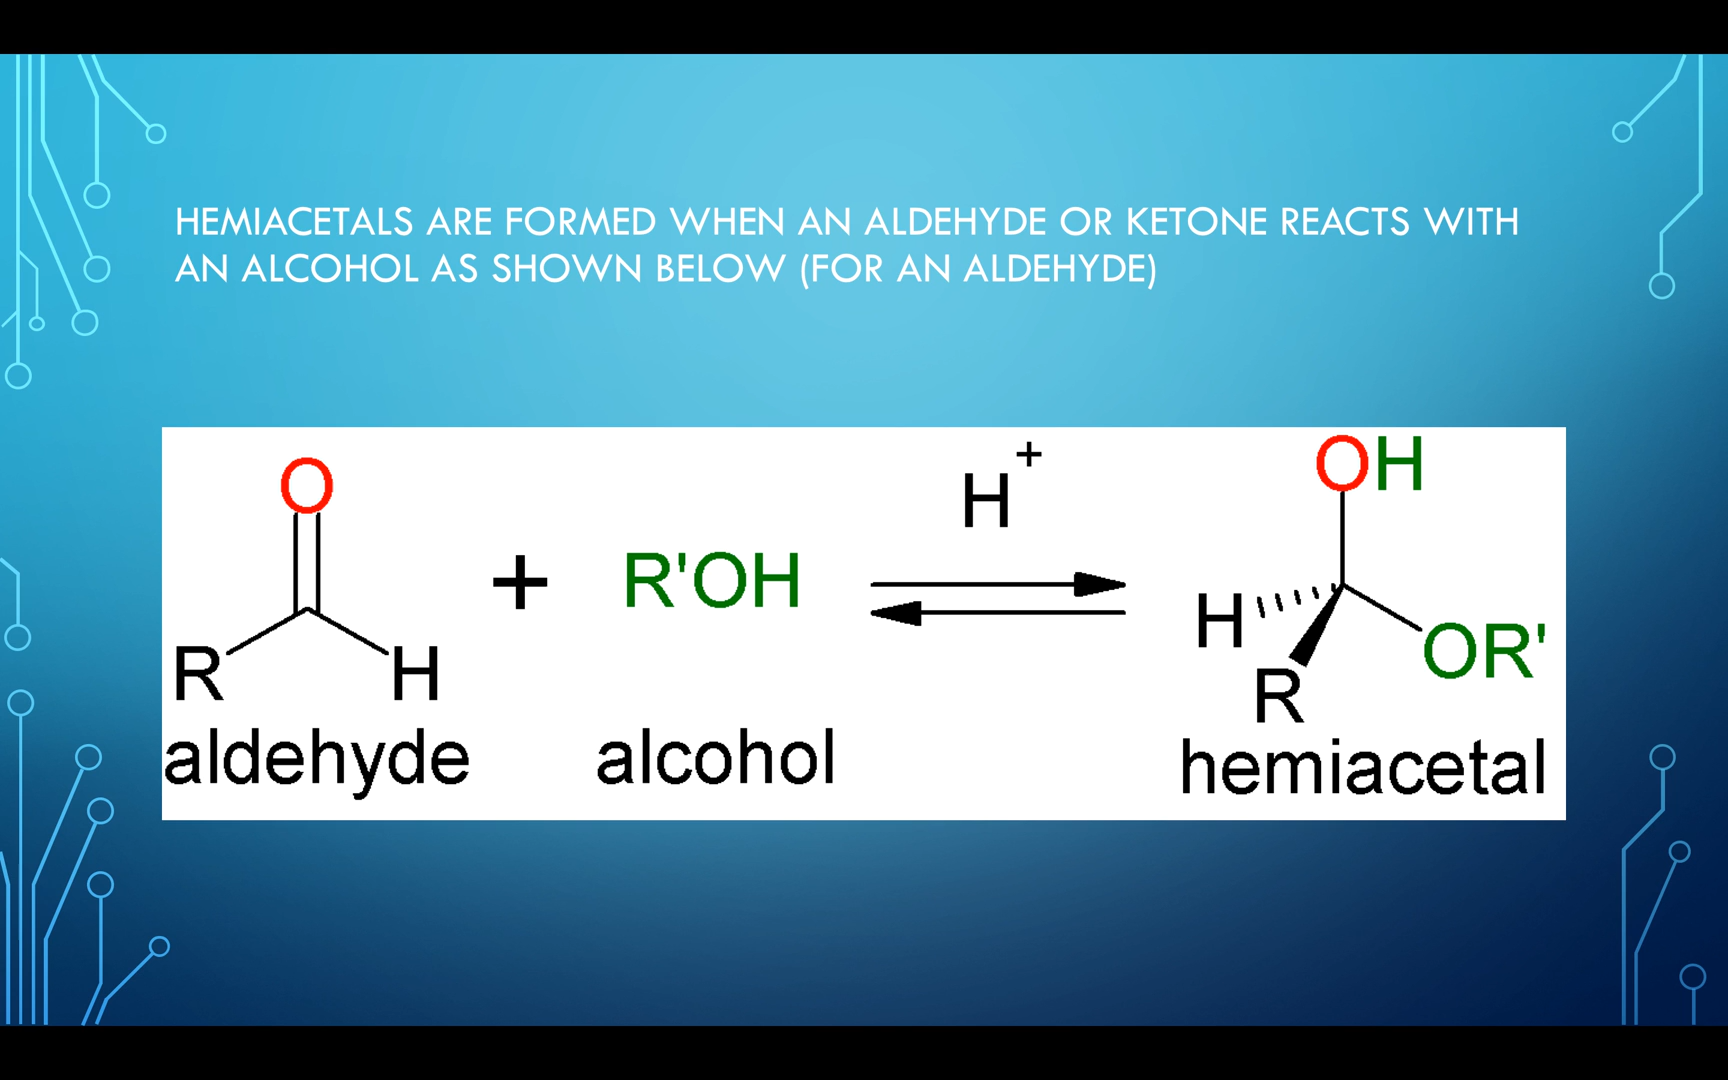 HEMIACETALS ARE FORMED WHEN AN ALDEHYDE OR KETONE REACTS WITH
AN ALCOHOL AS SHOWN BELOW (FOR AN ALDEHYDE)
O
R
H
aldehyde
+
R'OH
alcohol
H+
OH
H
R
OR'
hemiacetal